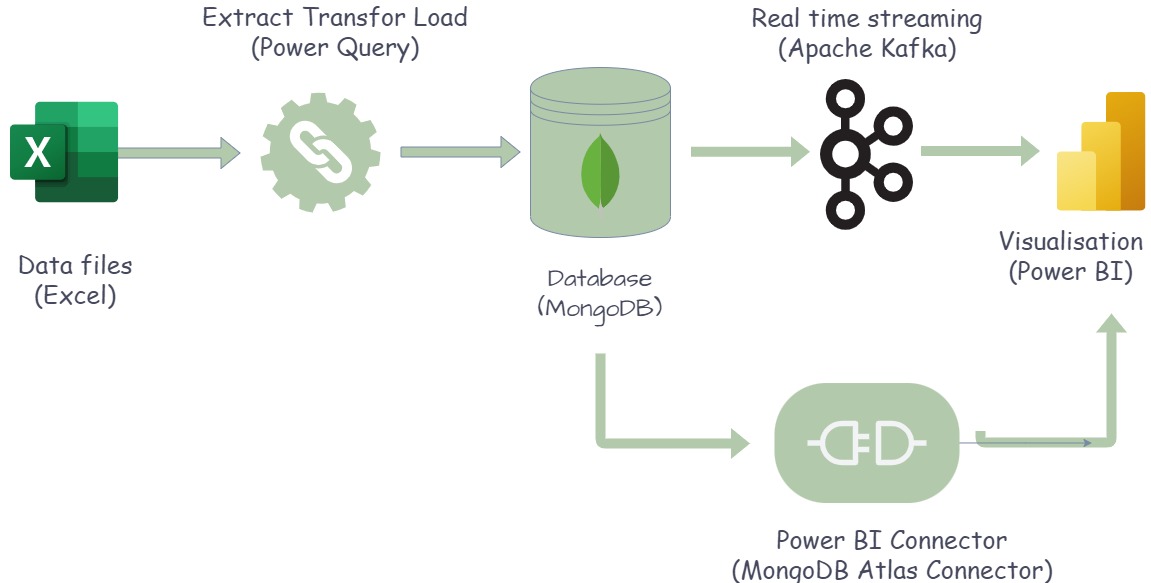 Extract Transfor Load
(Power Query)
Real time streaming
(Apache Kafka)
X
Data files
(Excel)
Database
(MongoDB)
Visualisation
(Power BI)
Power BI Connector
(MongoDB Atlas Connector)